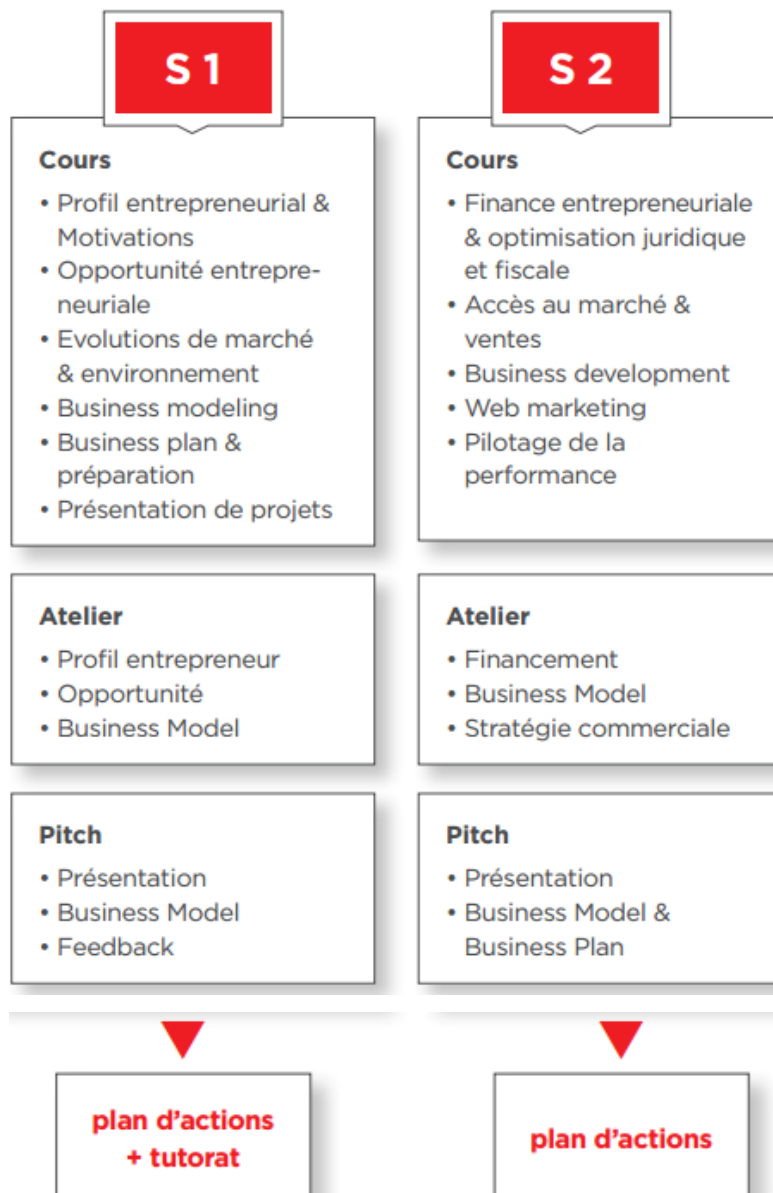 S 1
Cours
• Profil entrepreneurial &
Motivations
• Opportunité entrepre-
neuriale
• Evolutions de marché
& environnement
• Business modeling
• Business plan &
préparation
• Présentation de projets
Atelier
• Profil entrepreneur
• Opportunité
• Business Model
Pitch
• Présentation
• Business Model
• Feedback
plan d'actions
+ tutorat
S 2
Cours
• Finance entrepreneuriale
& optimisation juridique
et fiscale
• Accès au marché &
ventes
• Business development
• Web marketing
• Pilotage de la
performance
Atelier
• Financement
• Business Model
• Stratégie commerciale
Pitch
• Présentation
• Business Model &
Business Plan
plan d'actions